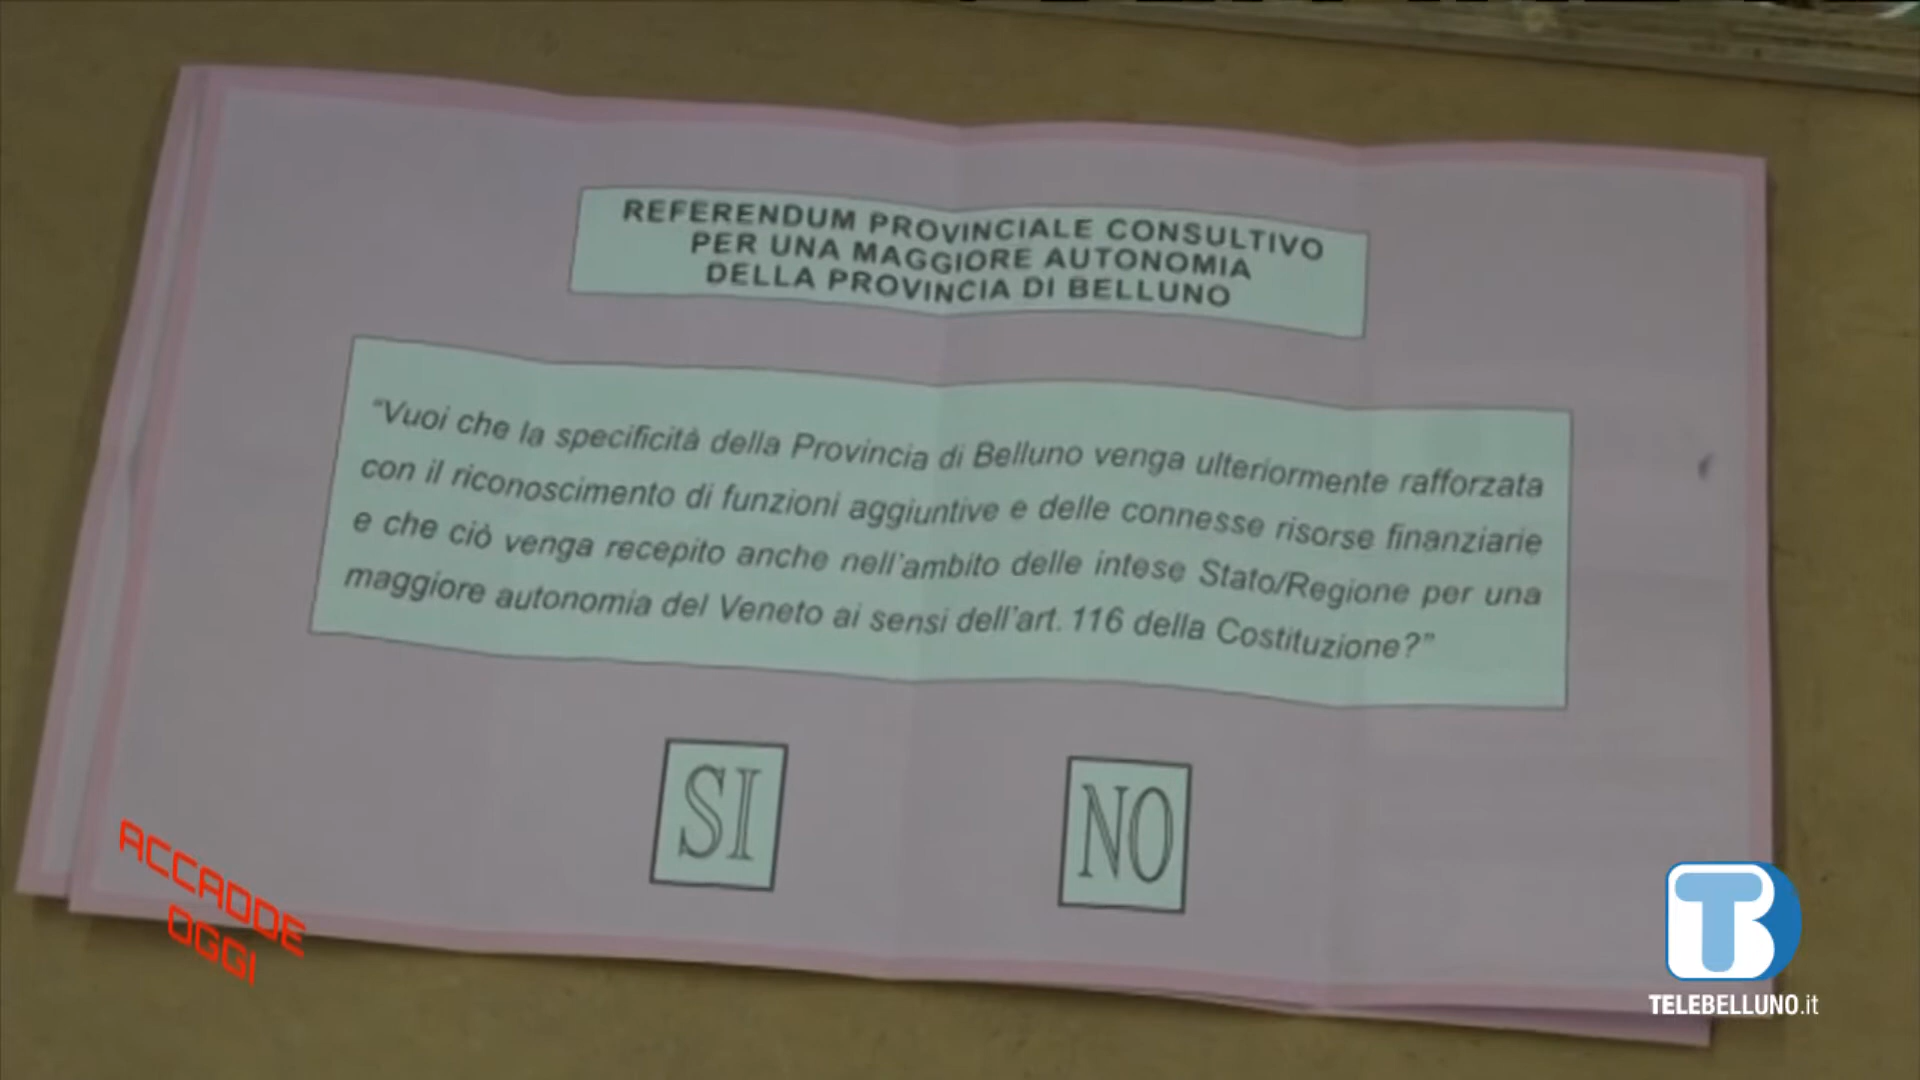 REFERENDUM PROVINCIALE CONSULTIVO
PER UNA MAGGIORE AUTONOMIA
DELLA PROVINCIA DI BELLUNO
“Vuoi che la specificità della Provincia di Belluno venga ulteriormente rafforzata
con il riconoscimento di funzioni aggiuntive e delle connesse risorse finanziarie
e che ciò venga recepito anche nell'ambito delle intese Stato/Regione per una
maggiore autonomia del Veneto ai sensi dell'art. 116 della Costituzione?”
SI
NO
ACCADDE
OGGI
TB
TELEBELLUNO.it